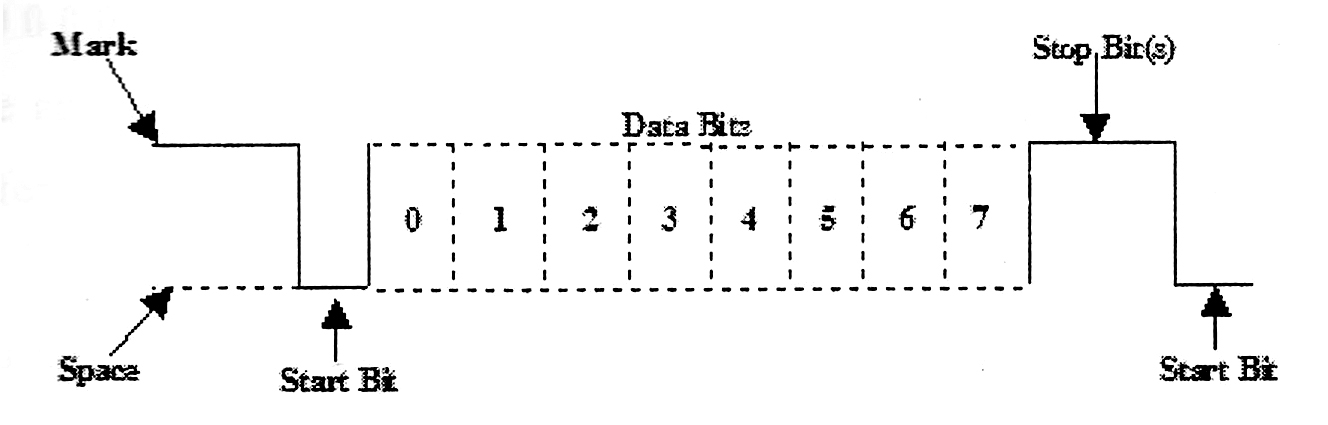 Mark
Stop Bit(s)
Data Bits
0 1 2 3 4 5 6 7
Space
Start Bit
Start Bit